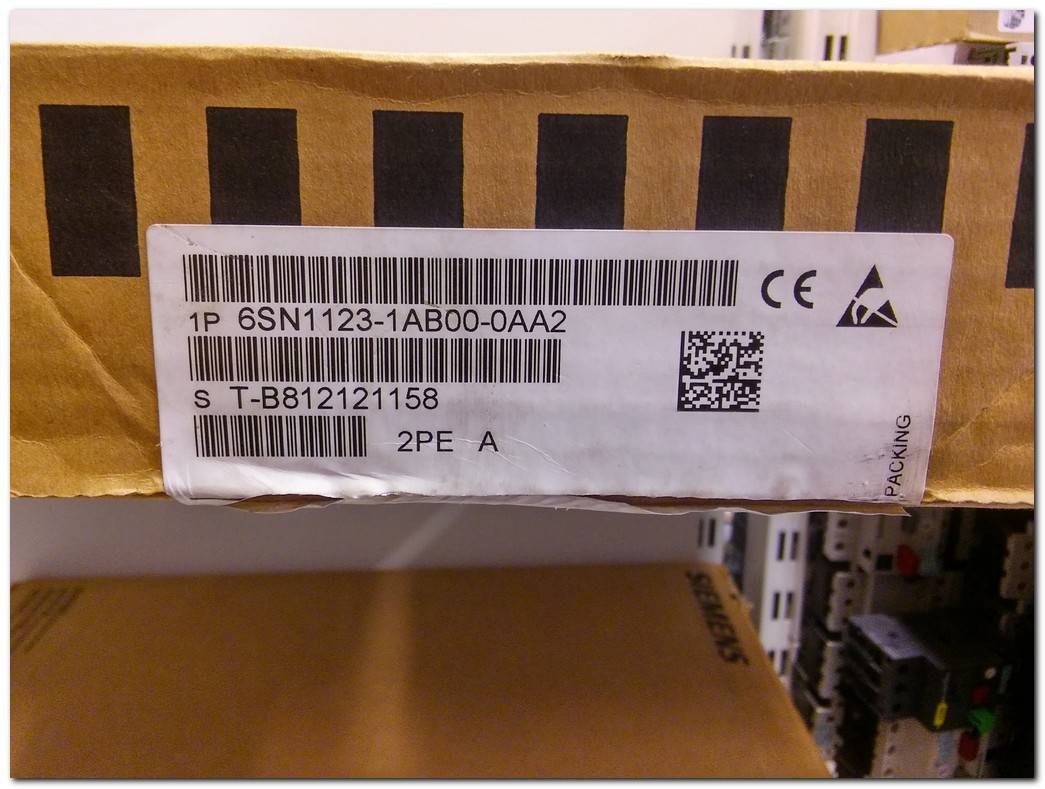 1P 6SN1123-1AB00-0AA2
S T-B812121158
2PE A
PACKING
CE
SIEMENS